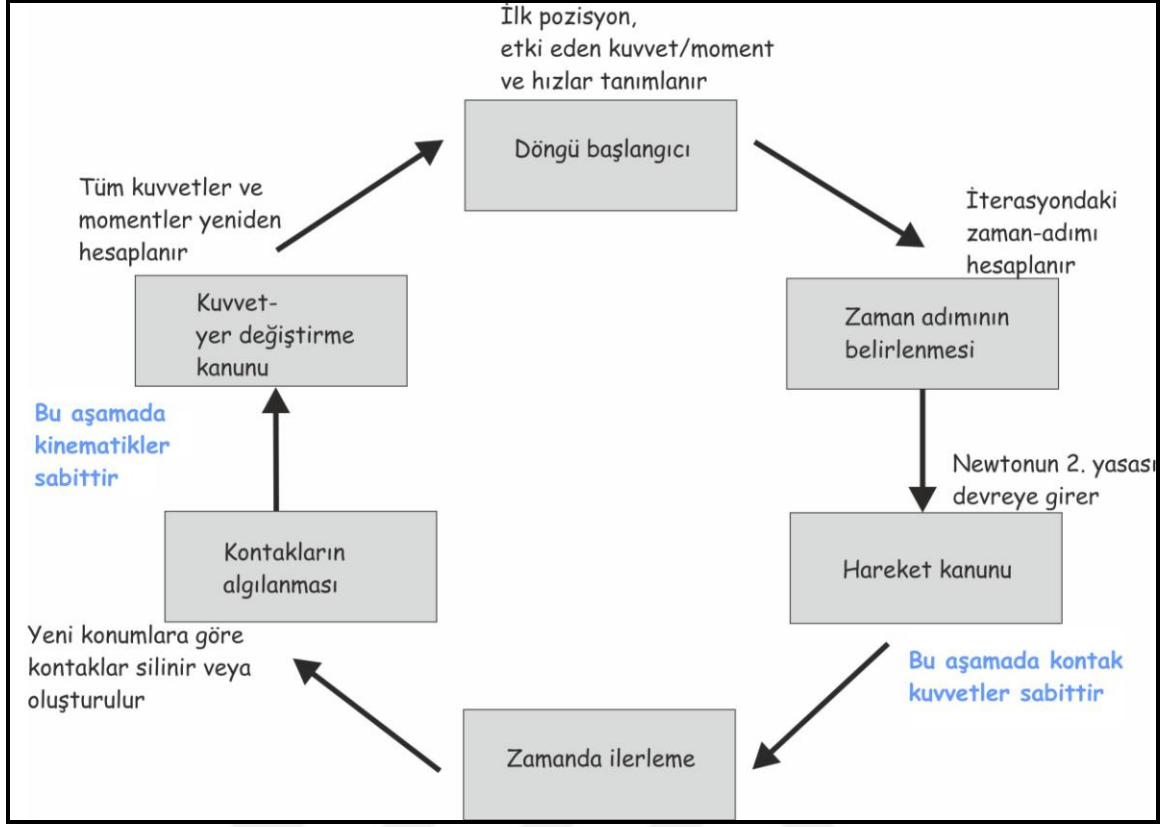 İlk pozisyon,
etki eden kuvvet/moment
ve hızlar tanımlanır
Döngü başlangıcı
İterasyondaki
zaman-adımı
hesaplanır
Zaman adımının
belirlenmesi
Newtonun 2. yasası
devreye girer
Hareket kanunu
Bu aşamada kontak
kuvvetler sabittir
Zamanda ilerleme
Yeni konumlara göre
kontaklar silinir veya
oluşturulur
Kontakların
algılanması
Bu aşamada
kinematikler
sabittir
Kuvvet-
yer değiştirme
kanunu
Tüm kuvvetler ve
momentler yeniden
hesaplanır